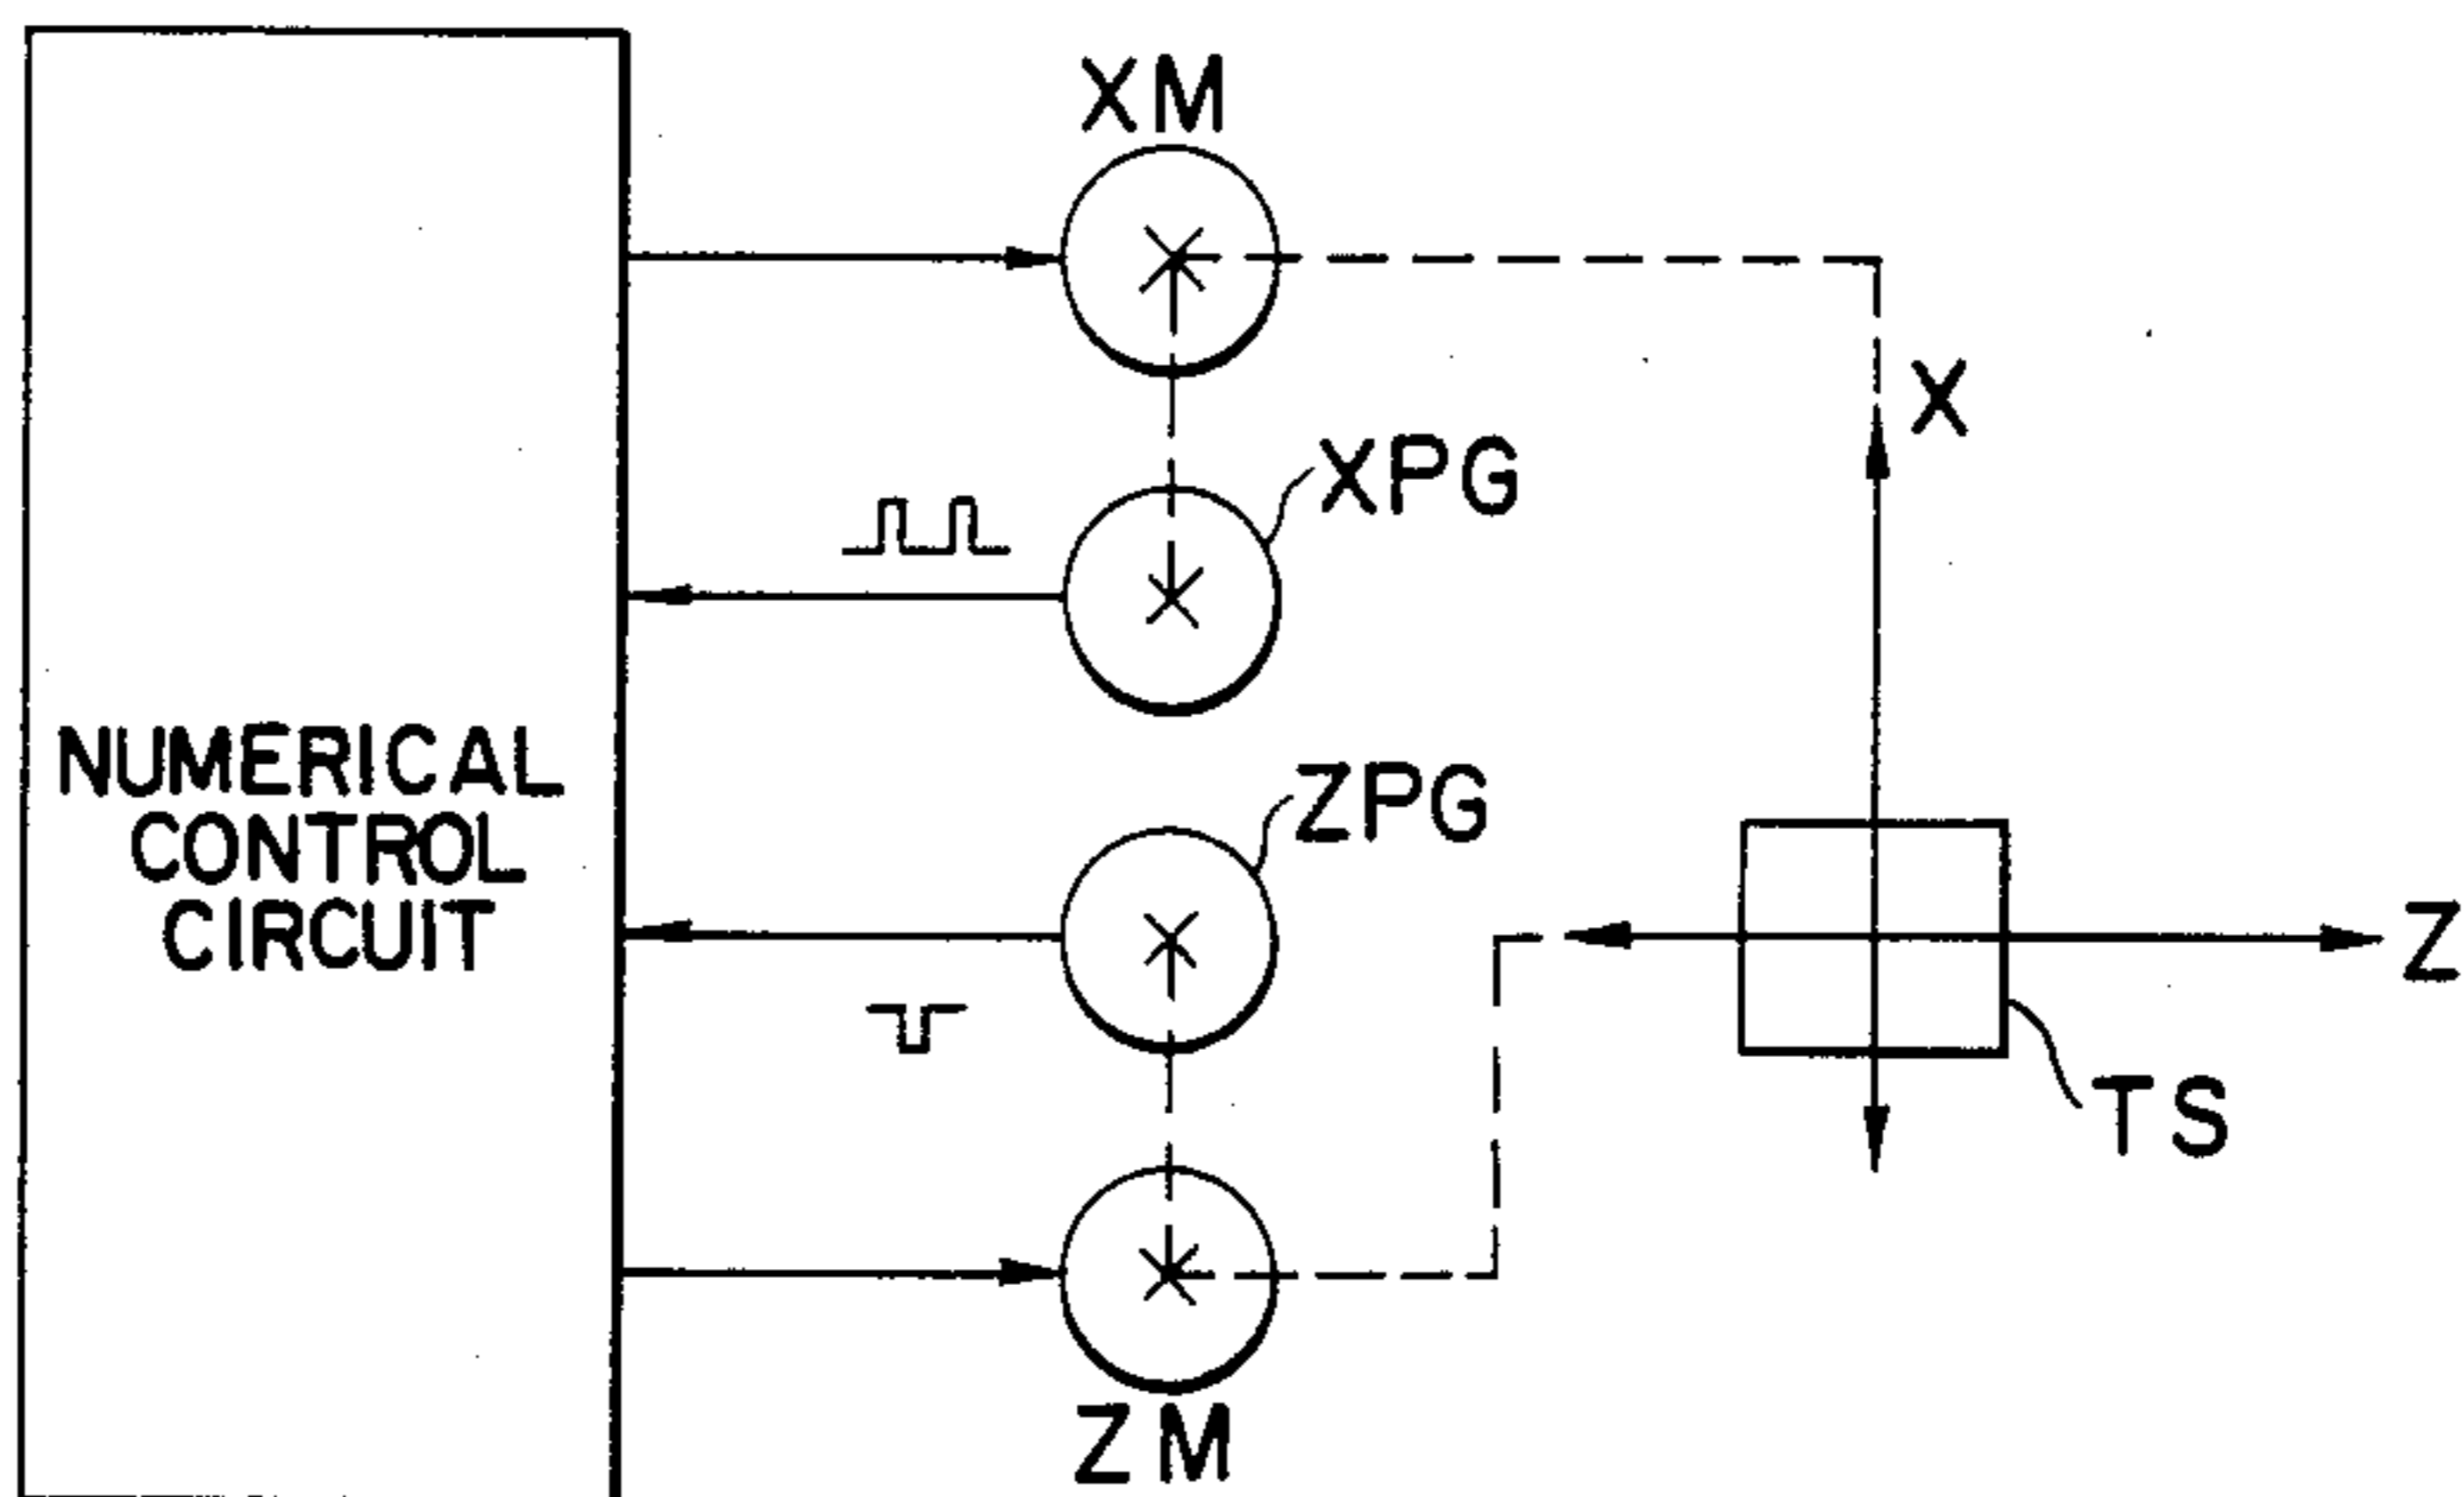 XM
X
XPG
NUMERICAL
CONTROL
CIRCUIT
ZPG
Z
TS
ZM